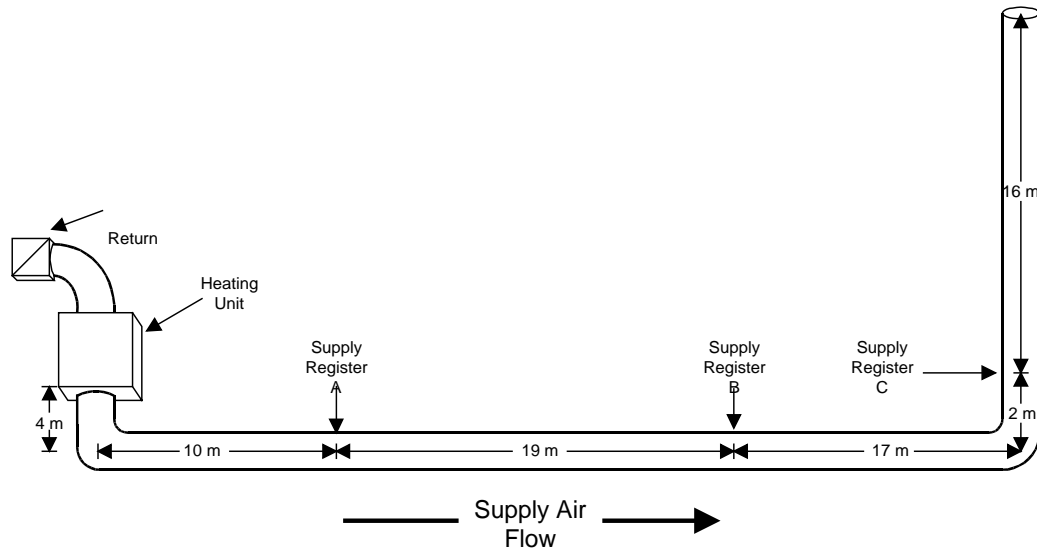 16 m
Return
Heating
Unit
Supply
Register
A
Supply
Register
B
Supply
Register
C
4 m
2 m
10 m
19 m
17 m
Supply Air
Flow